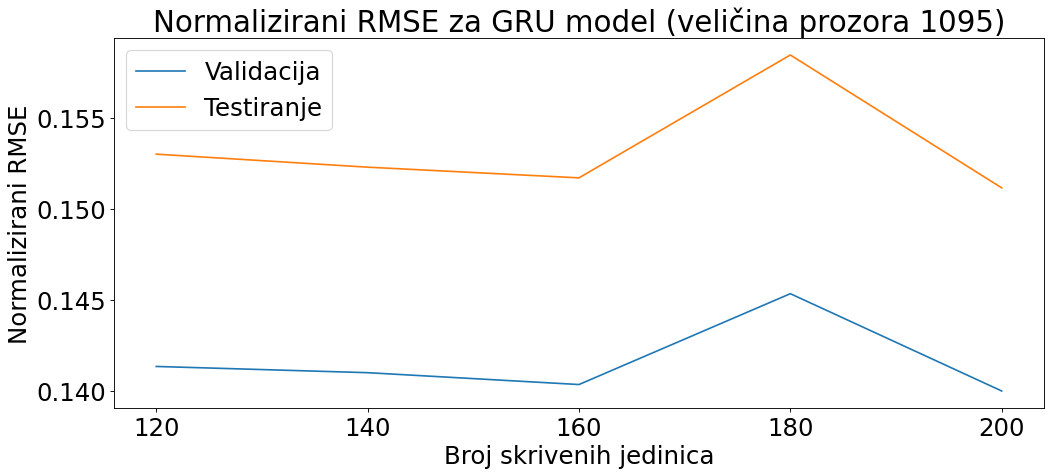 Normalizirani RMSE za GRU model (veličina prozora 1095)
Validacija
Testiranje
Normalizirani RMSE
0.155
0.150
0.145
0.140
120 140 160 180 200
Broj skrivenih jedinica